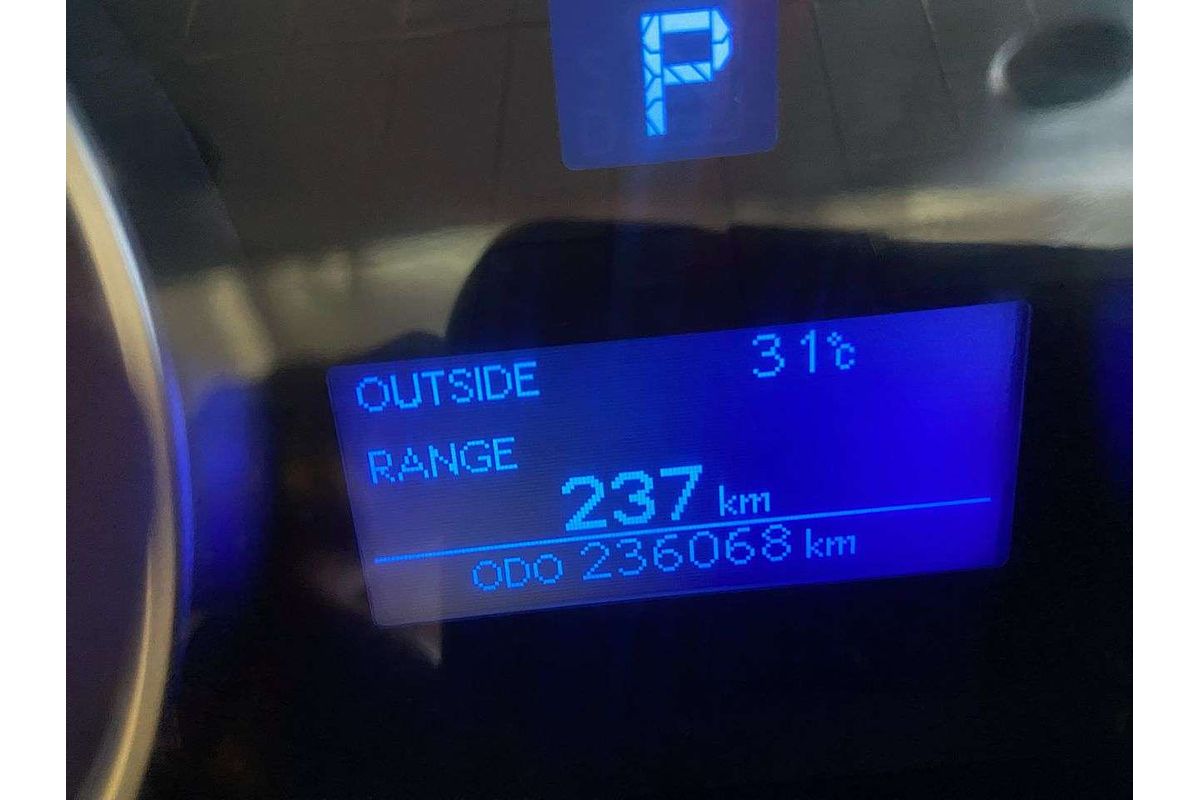 P
OUTSIDE 31°C
RANGE
237 km
ODO 236068 km